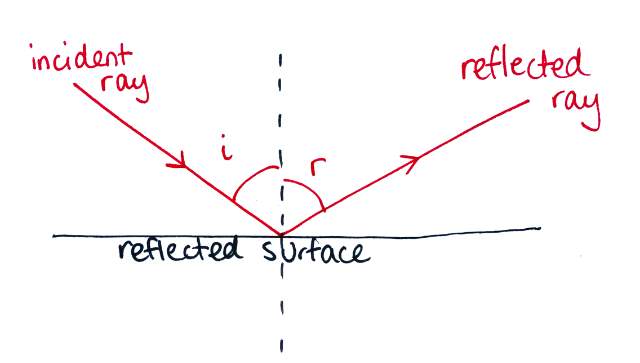 incident
ray
reflected
ray
i
r
reflected surface